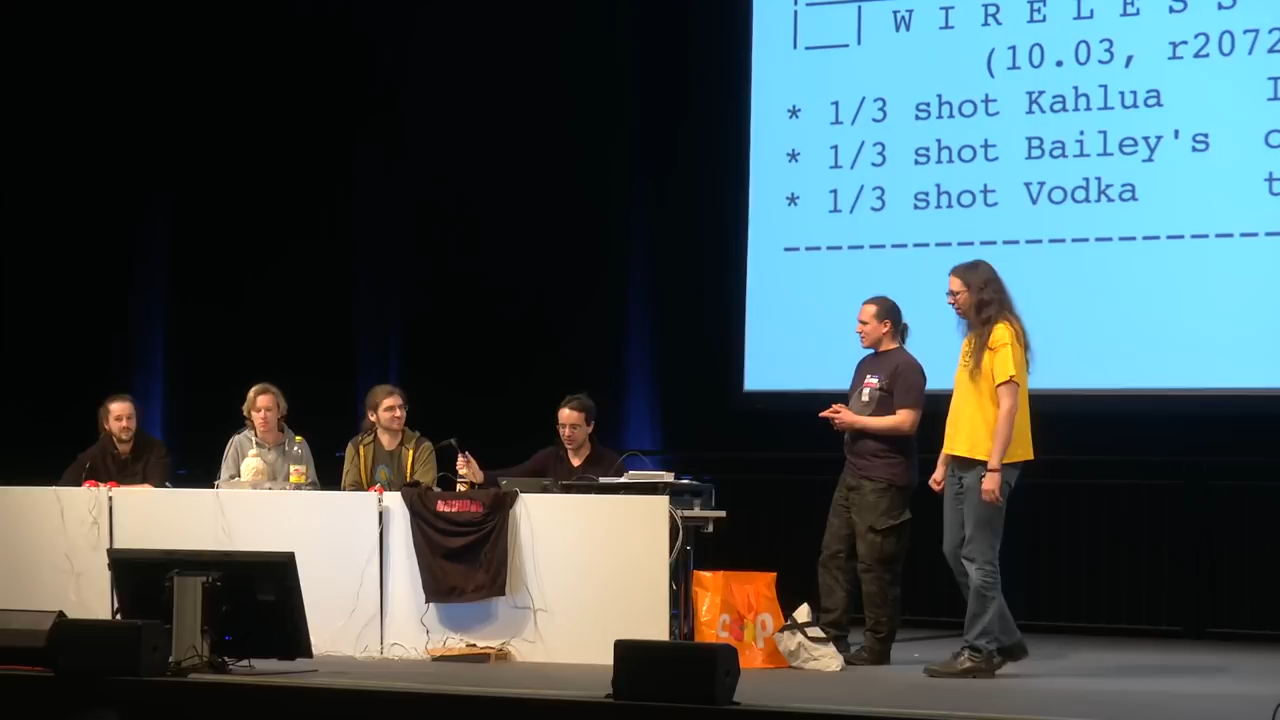 W I R E L E S S
(10.03, r2072
* 1/3 shot Kahlua
* 1/3 shot Bailey's
* 1/3 shot Vodka
coop